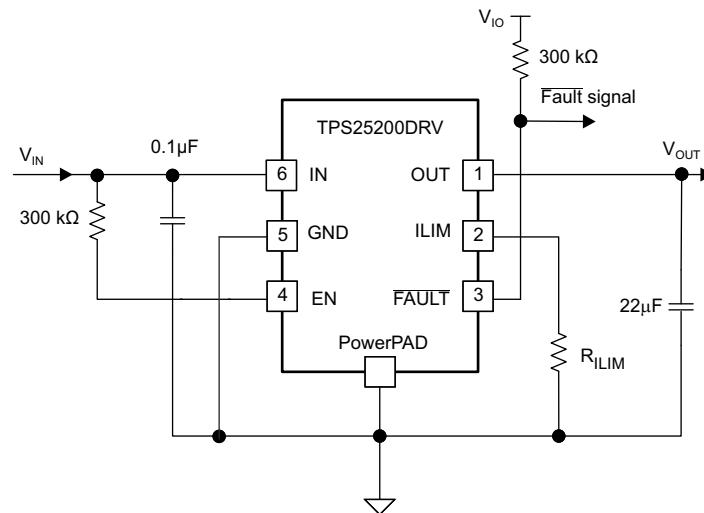 V_IO
300 kΩ
Fault signal
TPS25200DRV
V_IN
0.1µF
V_OUT
6 IN OUT 1
300 kΩ
5 GND ILIM 2
4 EN FAULT 3
22µF
PowerPAD
R_ILIM